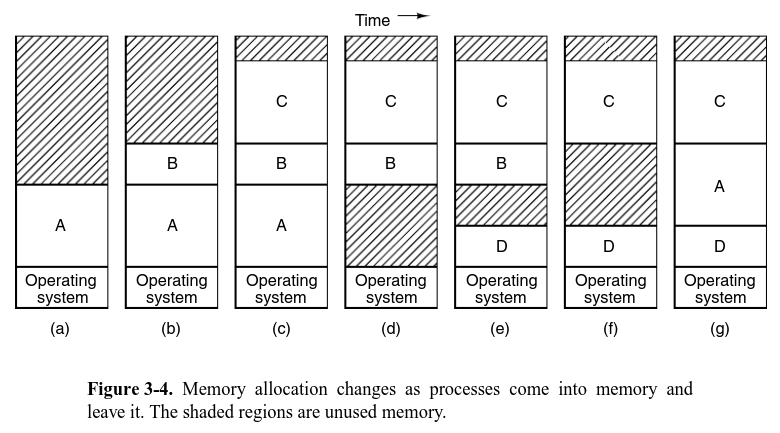 Time
C
C
C
C
C
B
B
B
B
A
A
A
A
D
D
D
Operating
system
Operating
system
Operating
system
Operating
system
Operating
system
Operating
system
Operating
system
(a)
(b)
(c)
(d)
(e)
(f)
(g)
Figure 3-4. Memory allocation changes as processes come into memory and
leave it. The shaded regions are unused memory.